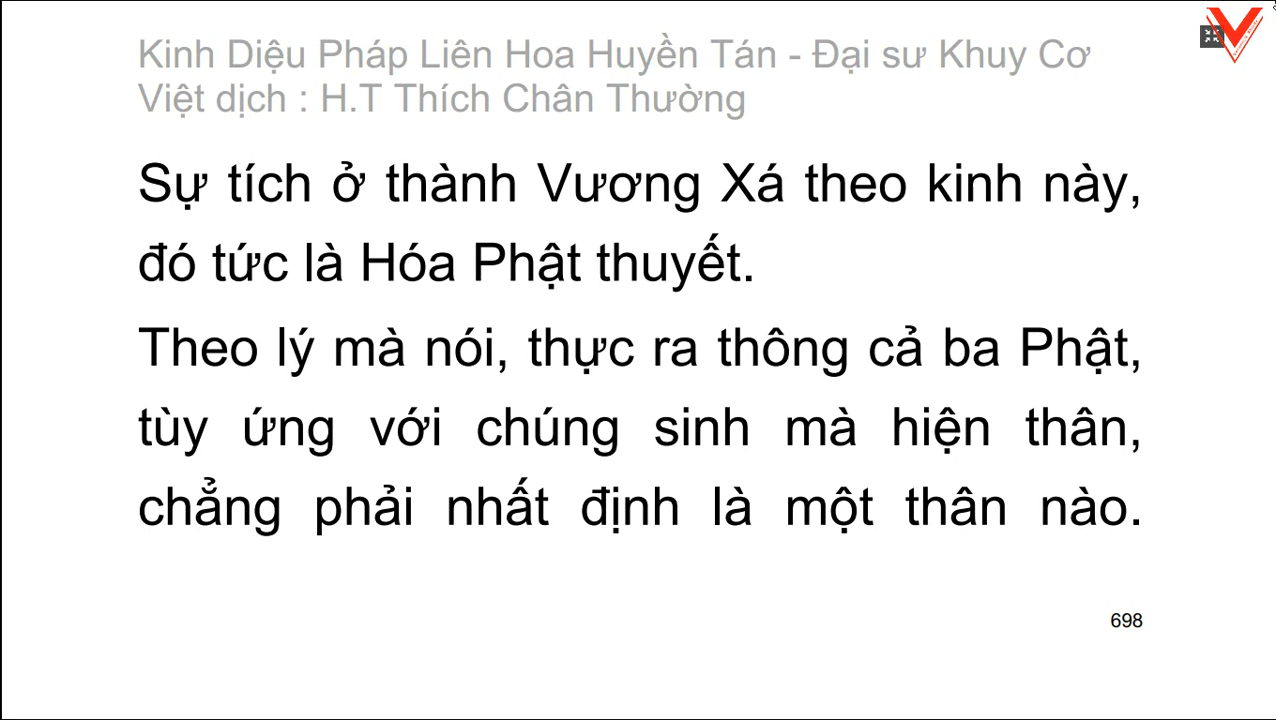 Kinh Diệu Pháp Liên Hoa Huyền Tán - Đại sư Khuy Cơ
Việt dịch : H.T Thích Chân Thường
Sự tích ở thành Vương Xá theo kinh này,
đó tức là Hóa Phật thuyết.
Theo lý mà nói, thực ra thông cả ba Phật,
tùy ứng với chúng sinh mà hiện thân,
chẳng phải nhất định là một thân nào.
698